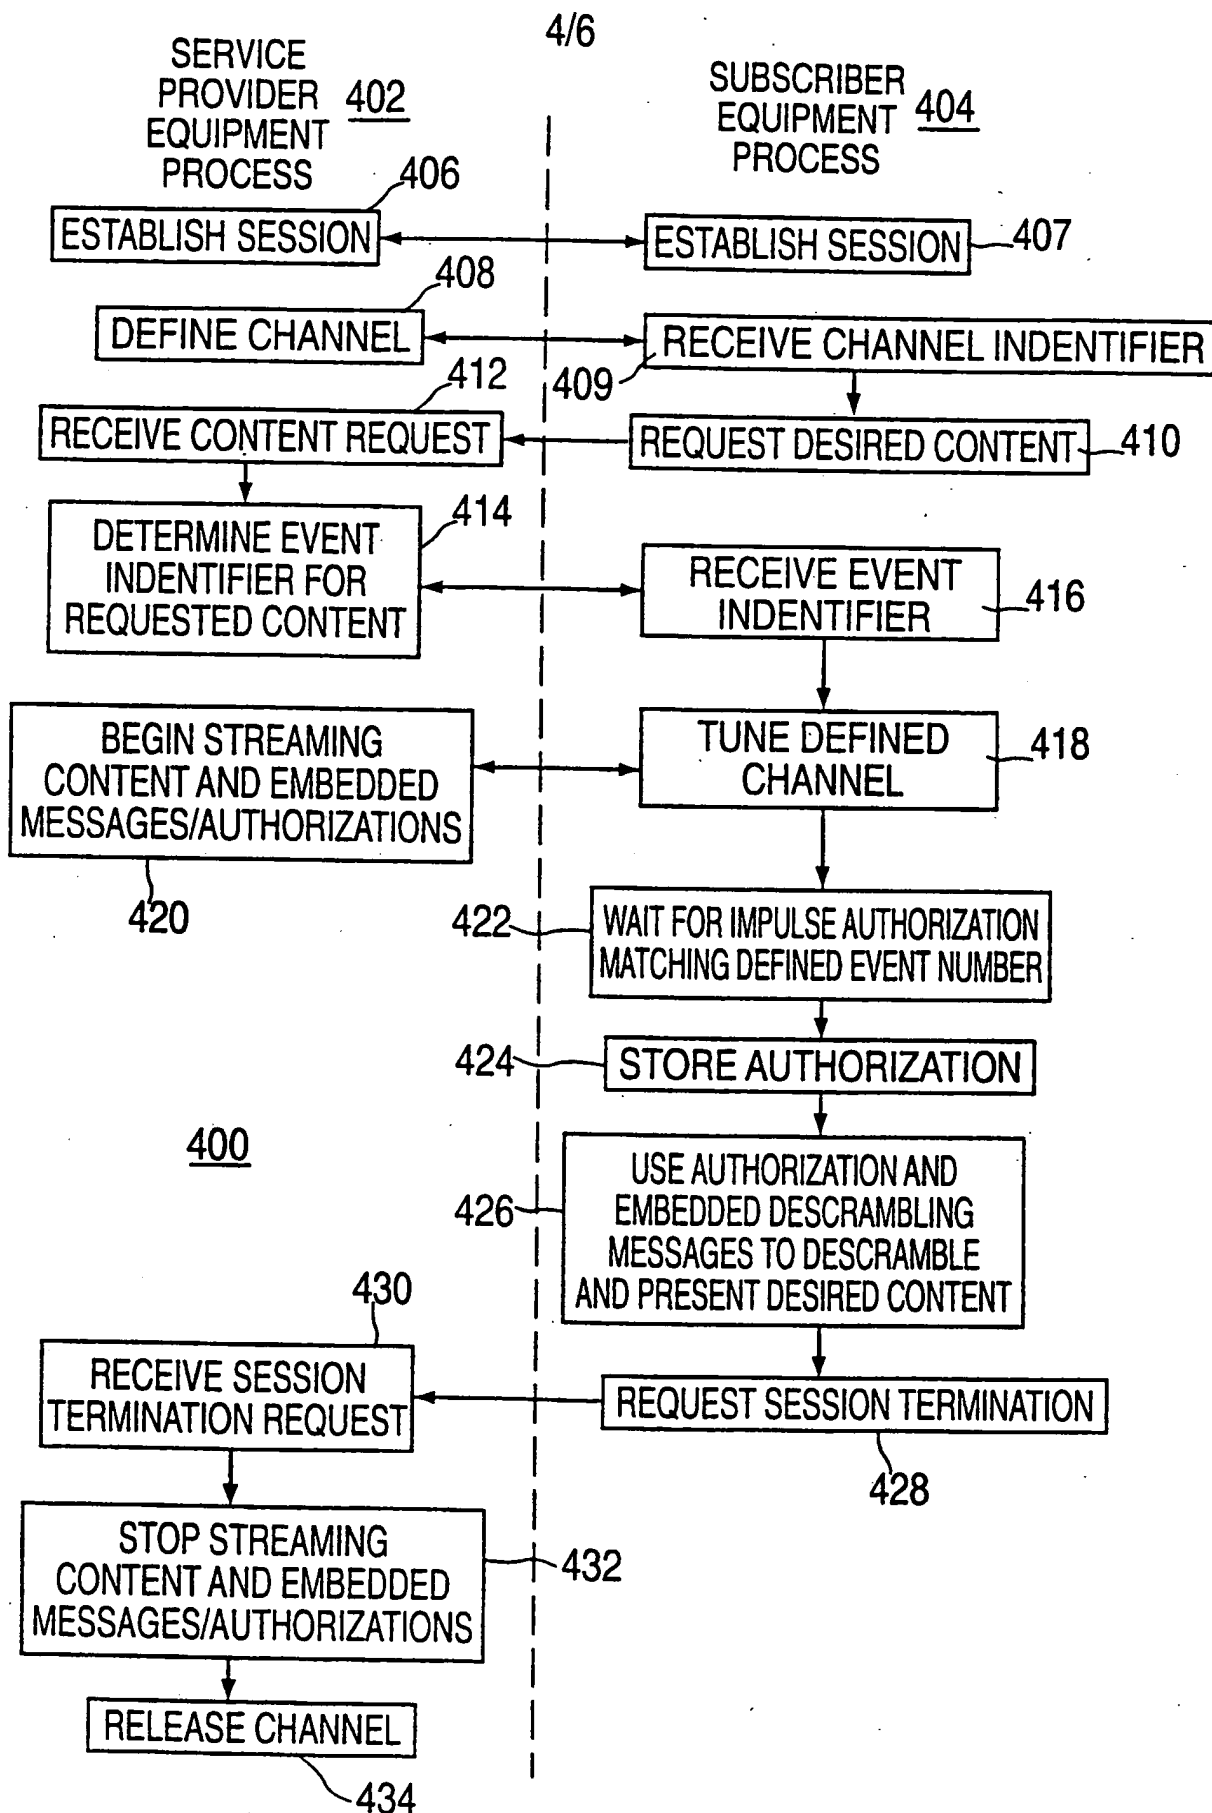 4/6
SERVICE
PROVIDER 402
EQUIPMENT
PROCESS
SUBSCRIBER
EQUIPMENT 404
PROCESS
406
ESTABLISH SESSION
ESTABLISH SESSION
407
408
DEFINE CHANNEL
RECEIVE CHANNEL INDENTIFIER
409
412
RECEIVE CONTENT REQUEST
REQUEST DESIRED CONTENT
410
414
DETERMINE EVENT
INDENTIFIER FOR
REQUESTED CONTENT
RECEIVE EVENT
INDENTIFIER
416
BEGIN STREAMING
CONTENT AND EMBEDDED
MESSAGES/AUTHORIZATIONS
420
TUNE DEFINED
CHANNEL
418
422
WAIT FOR IMPULSE AUTHORIZATION
MATCHING DEFINED EVENT NUMBER
424
STORE AUTHORIZATION
400
426
USE AUTHORIZATION AND
EMBEDDED DESCRAMBLING
MESSAGES TO DESCRAMBLE
AND PRESENT DESIRED CONTENT
430
RECEIVE SESSION
TERMINATION REQUEST
REQUEST SESSION TERMINATION
428
STOP STREAMING
CONTENT AND EMBEDDED
MESSAGES/AUTHORIZATIONS
432
RELEASE CHANNEL
434